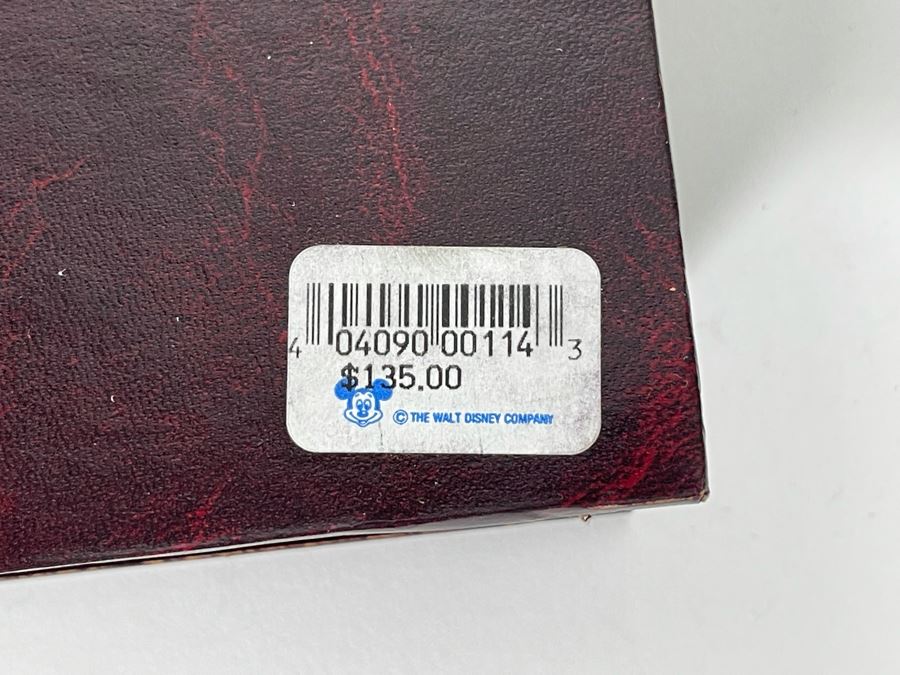 4 04090 00114 3
$135.00
© THE WALT DISNEY COMPANY